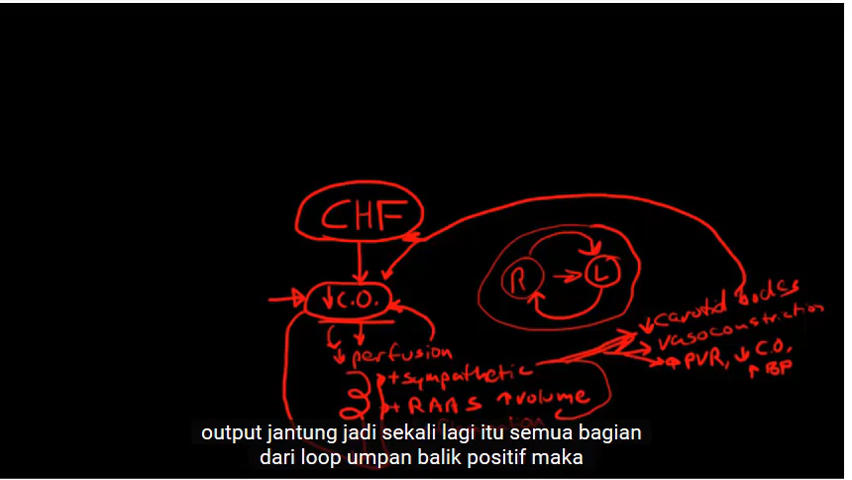 CHF
↓ C.O.
R → L
↓ perfusion
+ sympathetic
+ RAAS ↑ volume
↓ carotid bodies
vasoconstriction
↑ PVR, ↓ C.O,
↑ BP
output jantung jadi sekali lagi itu semua bagian
dari loop umpan balik positif maka